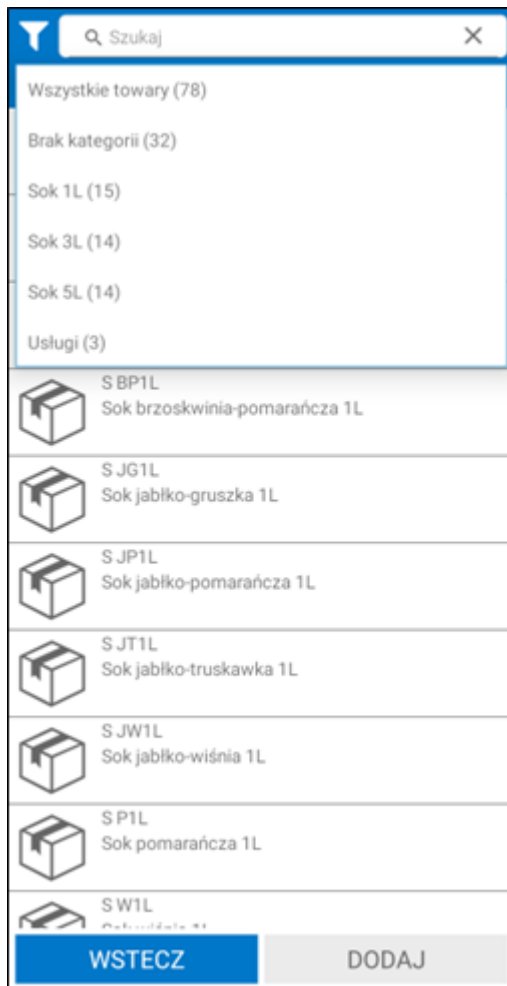 Szukaj
Wszystkie towary (78)
Brak kategorii (32)
Sok 1L (15)
Sok 3L (14)
Sok 5L (14)
Usługi (3)
S BP1L
Sok brzoskwinia-pomarańcza 1L
S JG1L
Sok jabłko-gruszka 1L
S JP1L
Sok jabłko-pomarańcza 1L
S JT1L
Sok jabłko-truskawka 1L
S JW1L
Sok jabłko-wiśnia 1L
S P1L
Sok pomarańcza 1L
S W1L
WSTECZ
DODAJ